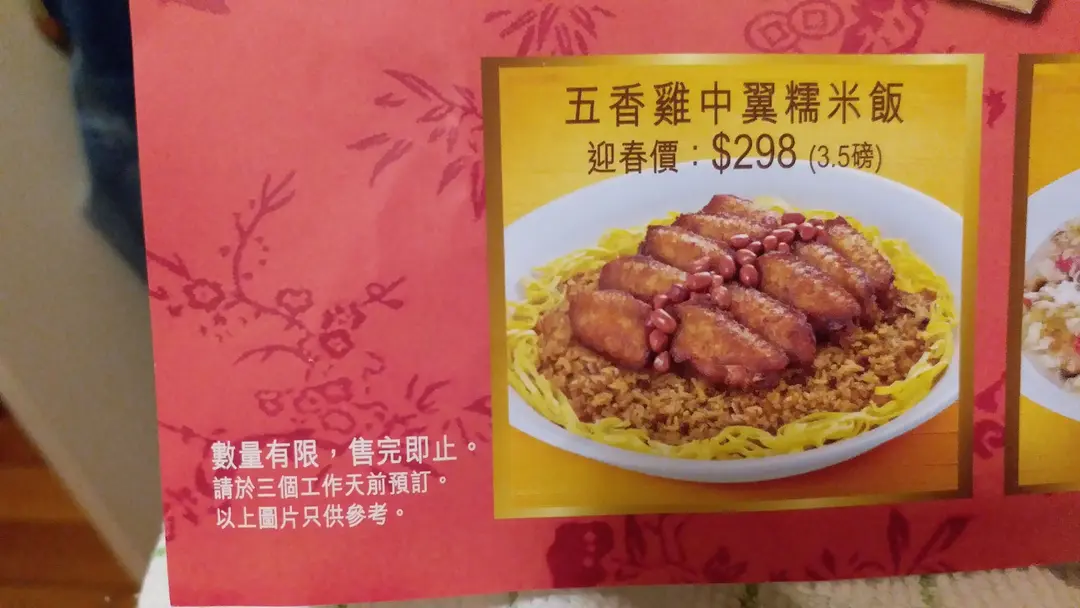 五香雞中翼糯米飯
迎春價：$298 (3.5磅)
數量有限，售完即止。
請於三個工作天前預訂。
以上圖片只供參考。